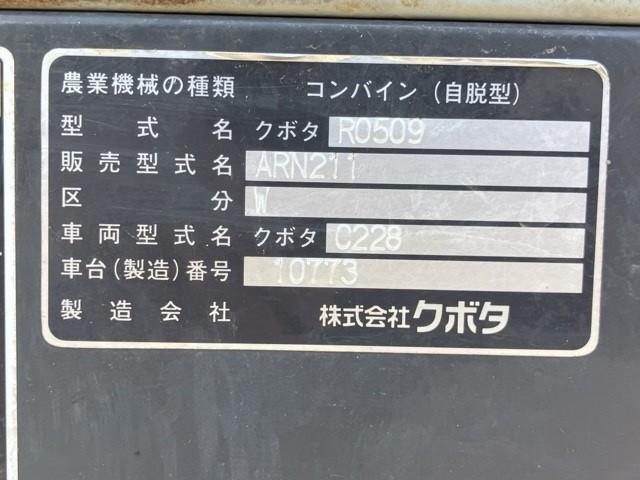 農業機械の種類 コンバイン（自脱型）
型式名 クボタ R0509
販売型式名 ARN211
区分 W
車両型式名 クボタ C228
車台（製造）番号 10773
製造会社 株式会社クボタ